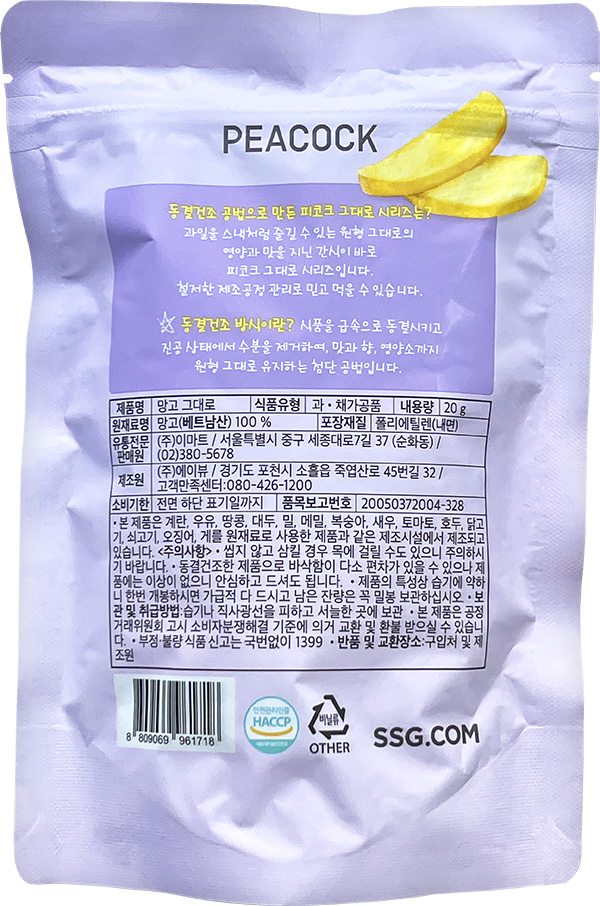 PEACOCK
동결건조 공법으로 만든 피코크 그대로 시리즈는?
과일을 스낵처럼 즐길 수 있는 원형 그대로의
영양과 맛을 지닌 간식이 바로
피코크 그대로 시리즈입니다.
철저한 제조공정 관리로 믿고 먹을 수 있습니다.
동결건조 방식이란? 식품을 급속으로 동결시키고
진공 상태에서 수분을 제거하여, 맛과 향, 영양소까지
원형 그대로 유지하는 첨단 공법입니다.
제품명 망고 그대로 식품유형 과·채가공품 내용량 20 g
원재료명 망고(베트남산) 100 % 포장재질 폴리에틸렌(내면)
유통전문판매원 (주)이마트 / 서울특별시 중구 세종대로7길 37 (순화동) /
(02)380-5678
제조원 (주)에이뷰 / 경기도 포천시 소흘읍 죽엽산로 45번길 32 /
고객만족센터:080-426-1200
소비기한 전면 하단 표기일까지 품목보고번호 20050372004-328
·본 제품은 계란, 우유, 땅콩, 대두, 밀, 메밀, 복숭아, 새우, 토마토, 호두, 닭고
기, 쇠고기, 오징어, 게를 원재료로 사용한 제품과 같은 제조시설에서 제조되고
있습니다. <주의사항> ·씹지 않고 삼킬 경우 목에 걸릴 수도 있으니 주의하시
기 바랍니다. ·동결건조한 제품으로 바삭함이 다소 편차가 있을 수 있으나 제
품에는 이상이 없으니 안심하고 드셔도 됩니다. ·제품의 특성상 습기에 약하
니 한번 개봉하시면 가급적 다 드시고 남은 잔량은 꼭 밀봉 보관하십시오. ·보
관 및 취급방법:습기나 직사광선을 피하고 서늘한 곳에 보관 ·본 제품은 공정
거래위원회 고시 소비자분쟁해결 기준에 의거 교환 및 환불 받으실 수 있습니
다. ·부정·불량 식품 신고는 국번없이 1399 ·반품 및 교환장소:구입처 및 제
조원
8 809069 961718
안전관리인증
HACCP
비닐류
OTHER
SSG.COM